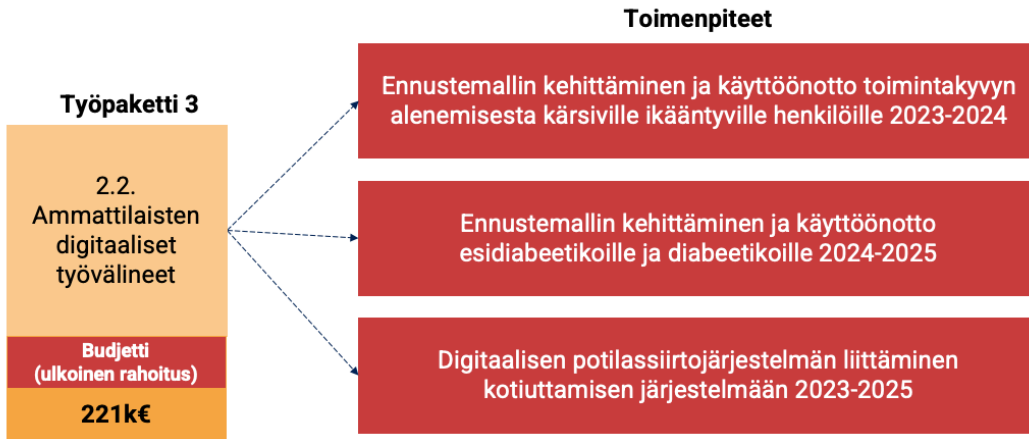 Toimenpiteet
Työpaketti 3
2.2.
Ammattilaisten
digitaaliset
työvälineet
Budjetti
(ulkoinen rahoitus)
221k€
Ennustemallin kehittäminen ja käyttöönotto toimintakyvyn
alenemisesta kärsiville ikääntyville henkilöille 2023-2024
Ennustemallin kehittäminen ja käyttöönotto
esidiabeetikoille ja diabeetikoille 2024-2025
Digitaalisen potilassiirtojärjestelmän liittäminen
kotiuttamisen järjestelmään 2023-2025